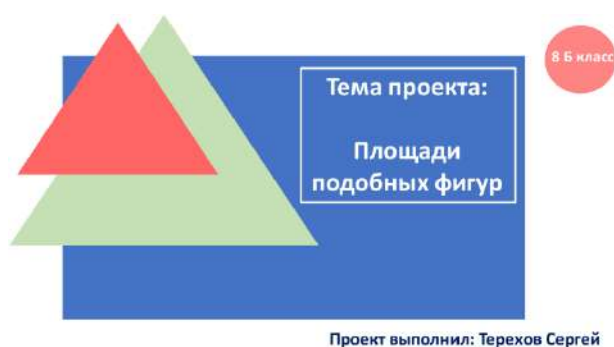 8 Б класс
Тема проекта:
Площади
подобных фигур
Проект выполнил: Терехов Сергей